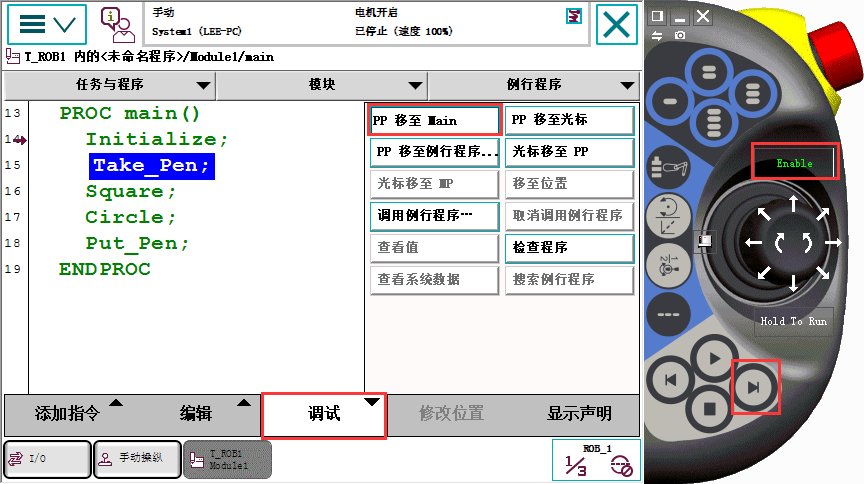 手动
System1 (LEE-PC)
电机开启
已停止 (速度 100%)
T_ROB1 内的<未命名程序>/Module1/main
任务与程序
模块
例行程序
13 PROC main()
14 Initialize;
15 Take_Pen;
16 Square;
17 Circle;
18 Put_Pen;
19 ENDPROC
PP 移至 Main
PP 移至光标
PP 移至例行程序...
光标移至 PP
光标移至 MP
移至位置
调用例行程序…
取消调用例行程序
查看值
检查程序
查看系统数据
搜索例行程序
添加指令
编辑
调试
修改位置
显示声明
I/O
手动操纵
T_ROB1
Module1
ROB_1
1/3
Enable
Hold To Run